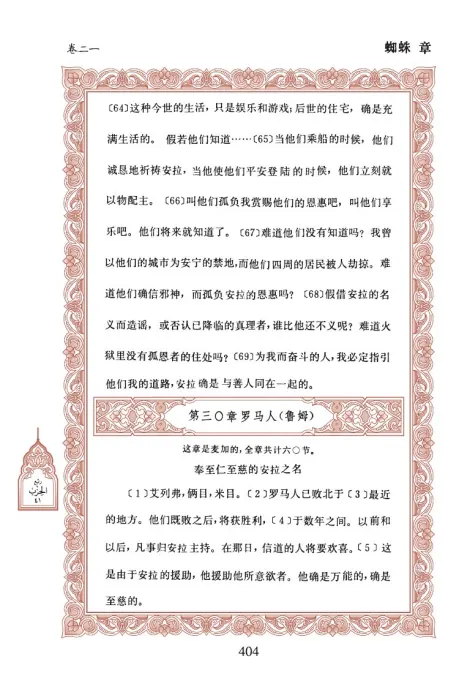 卷二一
蜘蛛 章
〔64〕这种今世的生活，只是娱乐和游戏；后世的住宅，确是充
满生活的。 假若他们知道……〔65〕当他们乘船的时候，他们
诚恳地祈祷安拉，当他使他们平安登陆的时候，他们立刻就
以物配主。〔66〕叫他们孤负我赏赐他们的恩惠吧，叫他们享
乐吧。他们将来就知道了。〔67〕难道他们没有知道吗？我曾
以他们的城市为安宁的禁地，而他们四周的居民被人劫掠。难
道他们确信邪神，而孤负安拉的恩惠吗？〔68〕假借安拉的名
义而造谣，或否认已降临的真理者，谁比他还不义呢？难道火
狱里没有孤恩者的住处吗？〔69〕为我而奋斗的人，我必定指引
他们我的道路，安拉确是与善人同在一起的。
第三〇章罗马人（鲁姆）
这章是麦加的，全章共计六〇节。
奉至仁至慈的安拉之名
〔1〕艾列弗，俩目，米目。〔2〕罗马人已败北于〔3〕最近
的地方。他们既败之后，将获胜利，〔4〕于数年之间。以前和
以后，凡事归安拉主持。在那日，信道的人将要欢喜。〔5〕这
是由于安拉的援助，他援助他所意欲者。他确是万能的，确是
至慈的。
ربع
الحزب
٤١
404